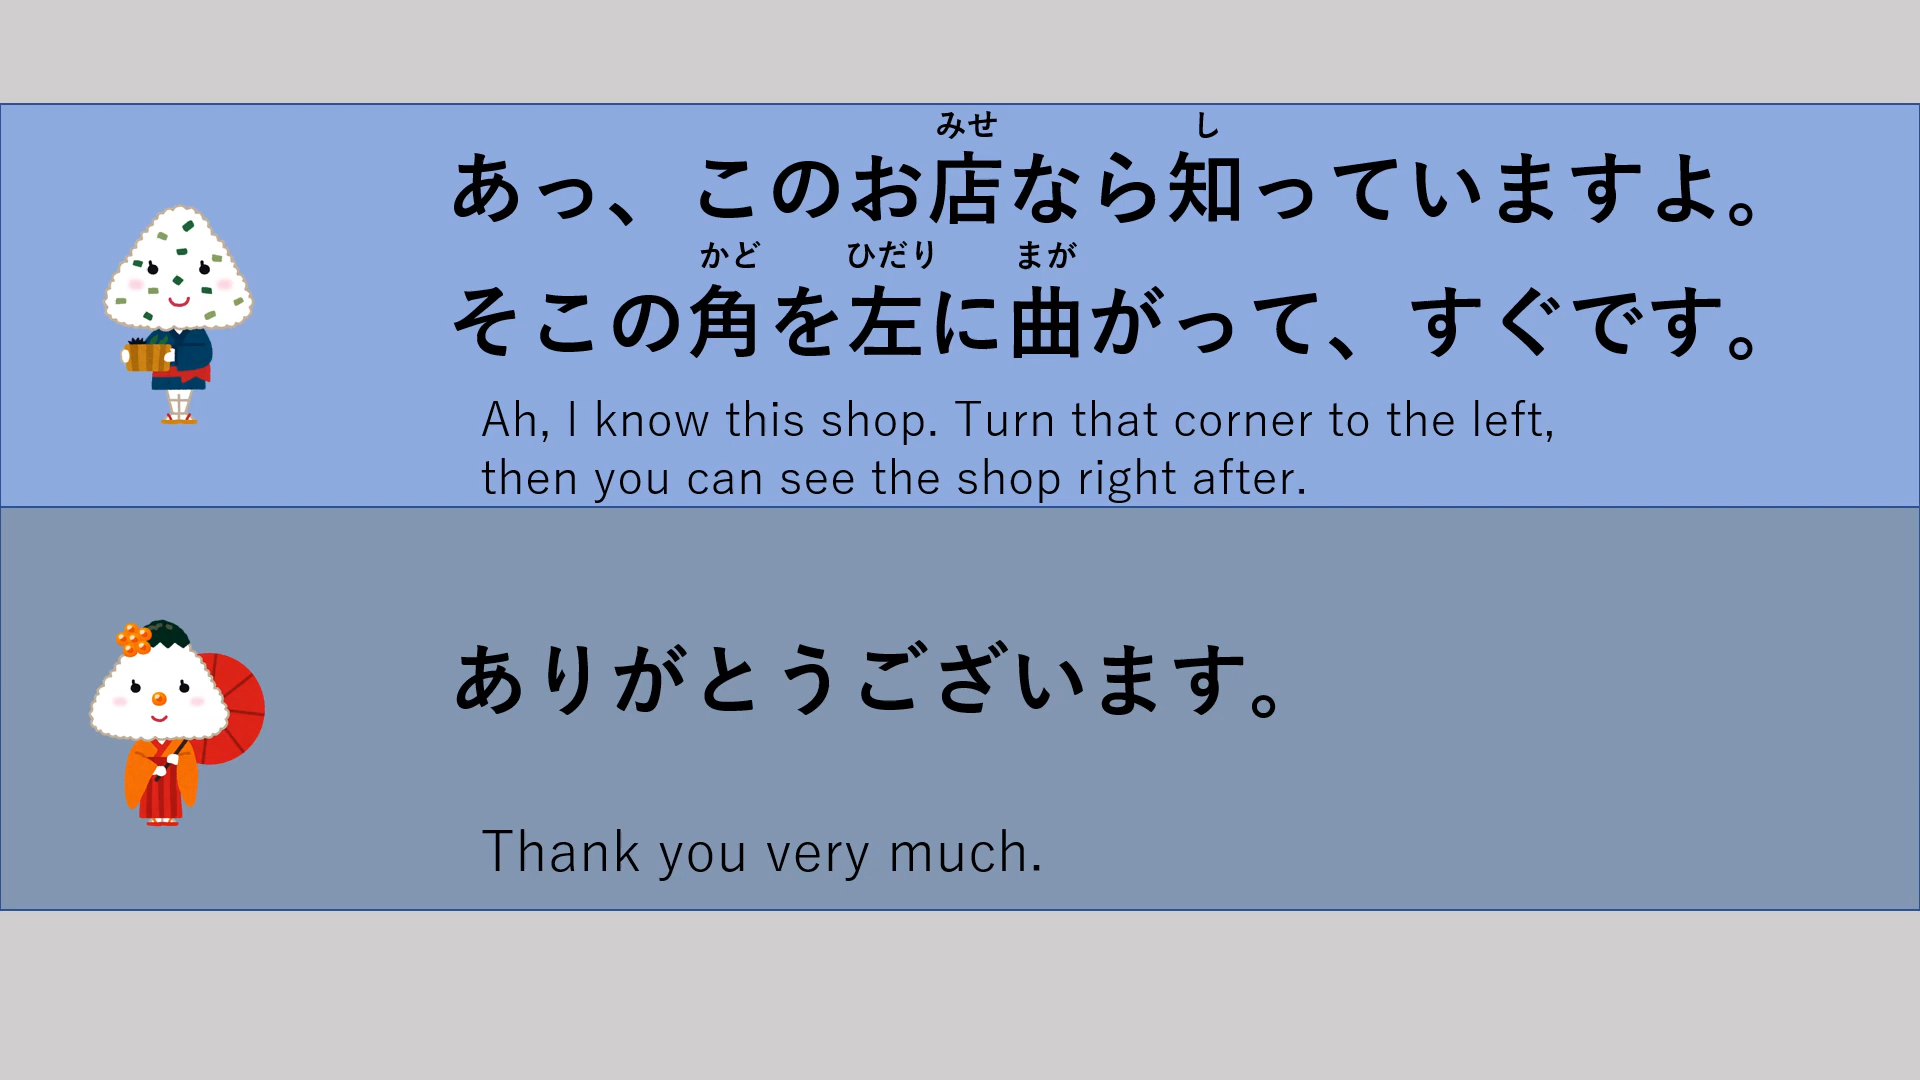 みせ し
あっ、このお店なら知っていますよ。
かど ひだり まが
そこの角を左に曲がって、すぐです。
Ah, I know this shop. Turn that corner to the left,
then you can see the shop right after.
ありがとうございます。
Thank you very much.